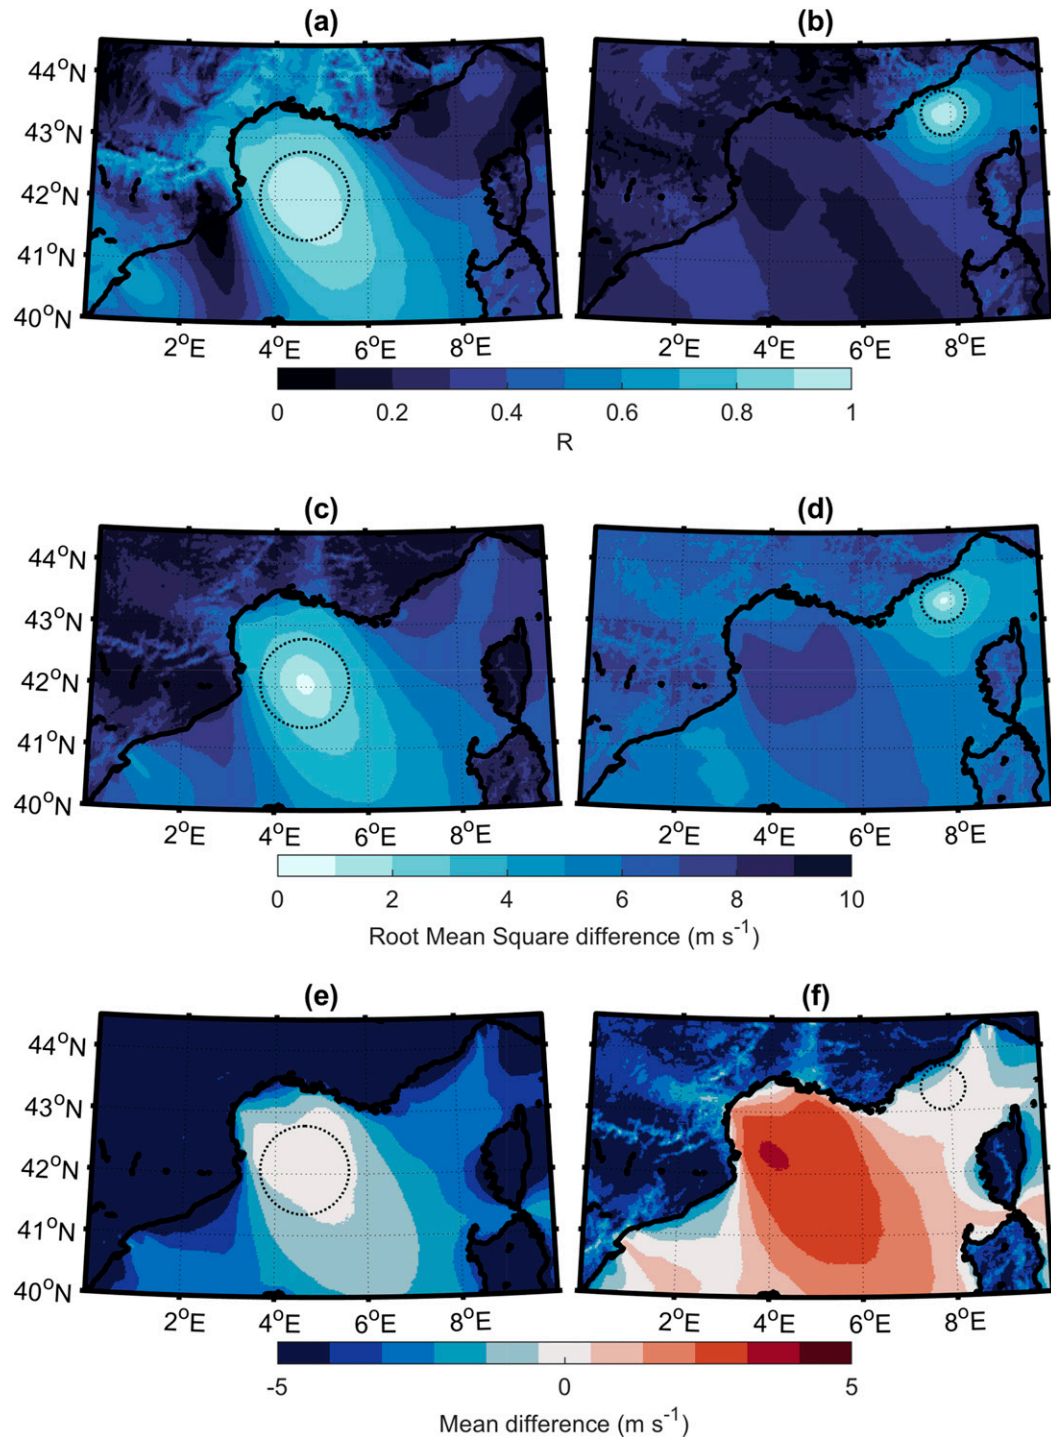 (a) (b)
44°N
43°N
42°N
41°N
40°N
2°E 4°E 6°E 8°E 2°E 4°E 6°E 8°E
0 0.2 0.4 0.6 0.8 1
R
(c) (d)
44°N
43°N
42°N
41°N
40°N
2°E 4°E 6°E 8°E 2°E 4°E 6°E 8°E
0 2 4 6 8 10
Root Mean Square difference (m s⁻¹)
(e) (f)
44°N
43°N
42°N
41°N
40°N
2°E 4°E 6°E 8°E 2°E 4°E 6°E 8°E
-5 0 5
Mean difference (m s⁻¹)